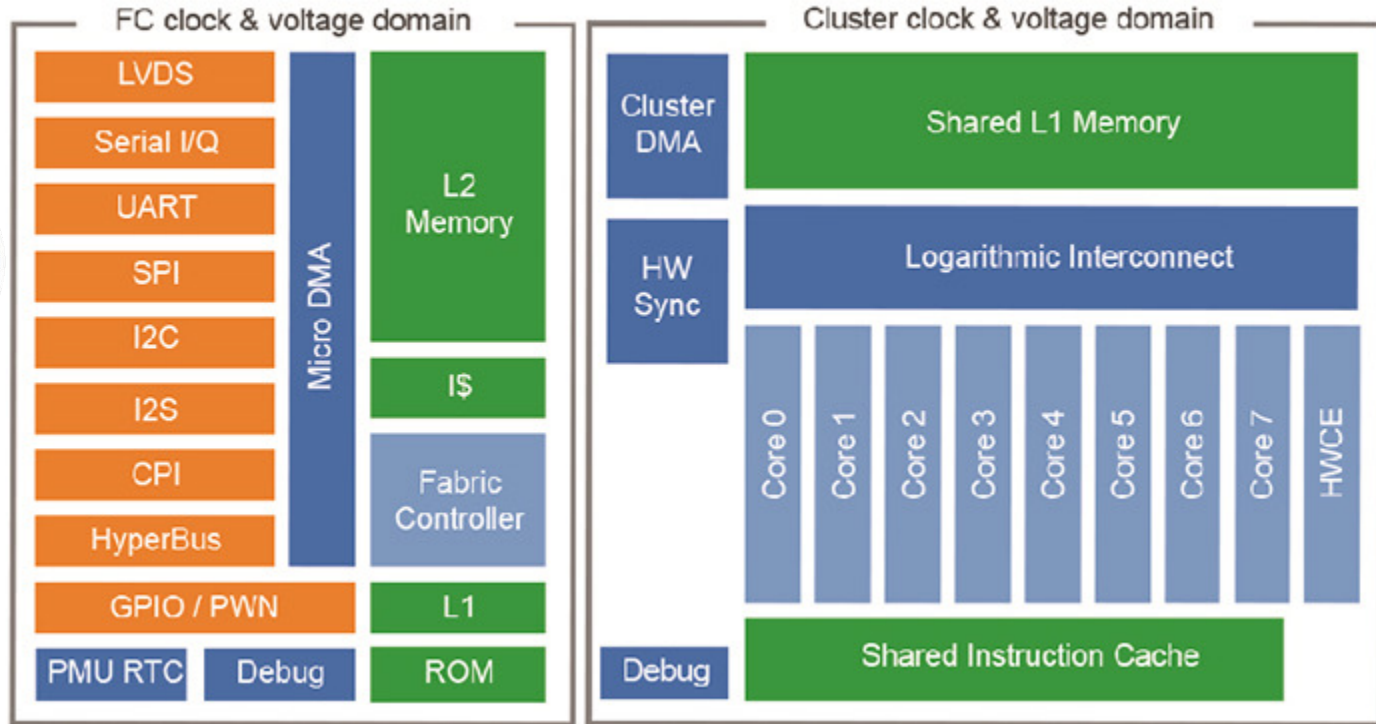 FC clock & voltage domain
LVDS
Serial I/Q
UART
SPI
I2C
I2S
CPI
HyperBus
GPIO / PWN
PMU RTC
Debug
Micro DMA
L2
Memory
I$
Fabric
Controller
L1
ROM
Cluster clock & voltage domain
Cluster
DMA
HW
Sync
Debug
Shared L1 Memory
Logarithmic Interconnect
Core 0
Core 1
Core 2
Core 3
Core 4
Core 5
Core 6
Core 7
HWCE
Shared Instruction Cache